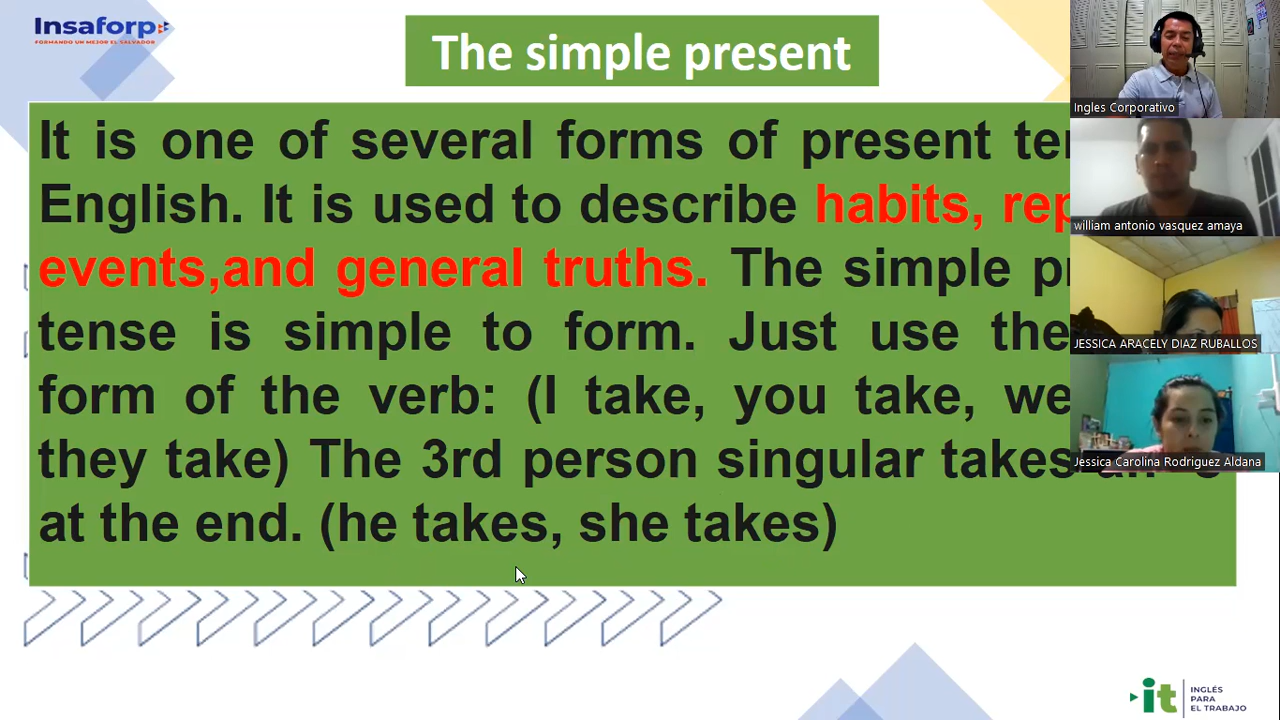 Insaforp
FORMANDO UN MEJOR EL SALVADOR
The simple present
It is one of several forms of present
English. It is used to describe habits,
events,and general truths. The simple
tense is simple to form. Just use the
form of the verb: (I take, you take, we
they take) The 3rd person singular takes
at the end. (he takes, she takes)
Ingles Corporativo
william antonio vasquez amaya
JESSICA ARACELY DIAZ RUBALLOS
Jessica Carolina Rodriguez Aldana
it
INGLÉS
PARA
EL TRABAJO